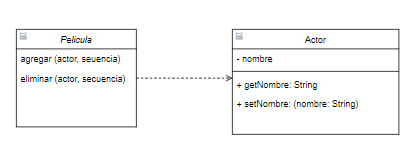 Pelicula
agregar (actor, seuencia)
eliminar (actor, secuencia)
Actor
- nombre
+ getNombre: String
+ setNombre: (nombre: String)